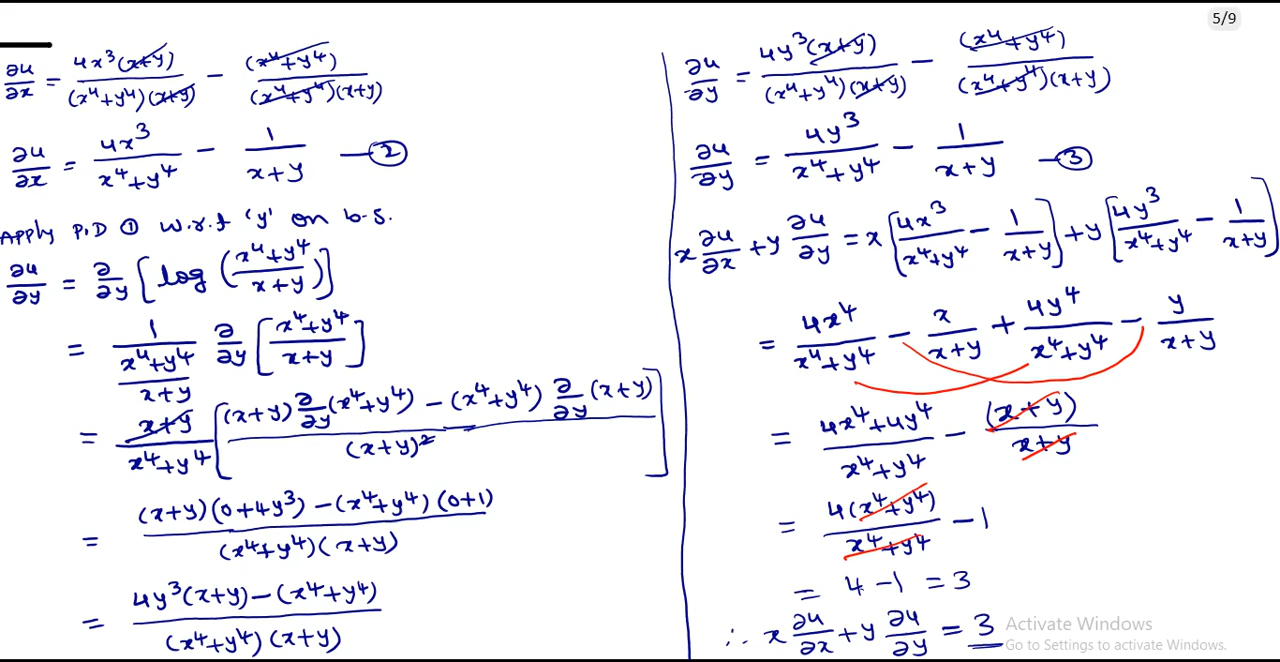 5/9
∂u/∂x = 4x³(x+y)/(x⁴+y⁴)(x+y) − (x⁴+y⁴)/(x⁴+y⁴)(x+y)
∂u/∂x = 4x³/x⁴+y⁴ − 1/x+y —②
Apply P.D ① w.r.t 'y' on b.s.
∂u/∂y = ∂/∂y [log (x⁴+y⁴/x+y)]
= 1/(x⁴+y⁴/x+y) ∂/∂y [x⁴+y⁴/x+y]
= x+y/x⁴+y⁴ [(x+y) ∂/∂y (x⁴+y⁴) − (x⁴+y⁴) ∂/∂y (x+y)/(x+y)²]
= (x+y)(0+4y³) − (x⁴+y⁴)(0+1)/(x⁴+y⁴)(x+y)
= 4y³(x+y) − (x⁴+y⁴)/(x⁴+y⁴)(x+y)
∂u/∂y = 4y³(x+y)/(x⁴+y⁴)(x+y) − (x⁴+y⁴)/(x⁴+y⁴)(x+y)
∂u/∂y = 4y³/x⁴+y⁴ − 1/x+y —③
x ∂u/∂x + y ∂u/∂y = x [4x³/x⁴+y⁴ − 1/x+y] + y [4y³/x⁴+y⁴ − 1/x+y]
= 4x⁴/x⁴+y⁴ − x/x+y + 4y⁴/x⁴+y⁴ − y/x+y
= 4x⁴+4y⁴/x⁴+y⁴ − (x+y)/x+y
= 4(x⁴+y⁴)/x⁴+y⁴ − 1
= 4 − 1 = 3
∴ x ∂u/∂x + y ∂u/∂y = 3
Activate Windows
Go to Settings to activate Windows.